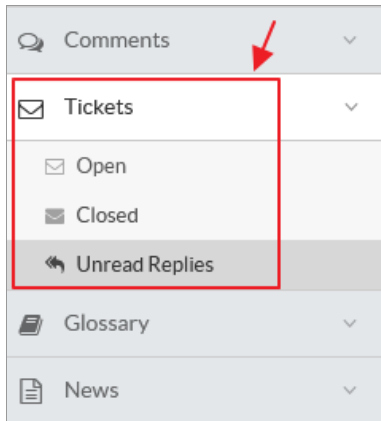 Comments
Tickets
Open
Closed
Unread Replies
Glossary
News